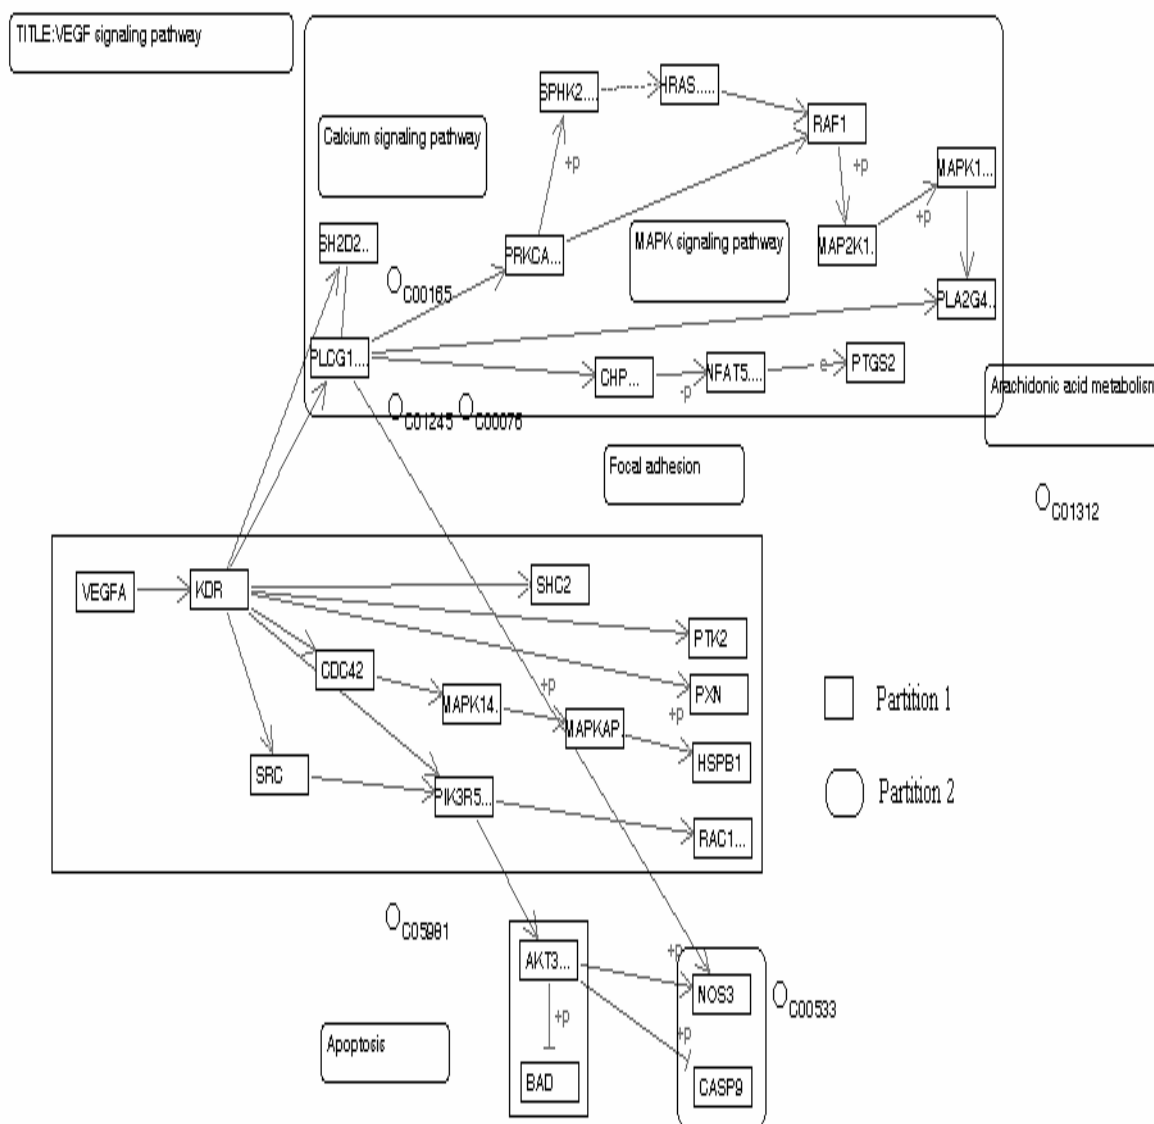 TITLE:VEGF signaling pathway
SPHK2....
HRAS.....
Calcium signaling pathway
RAF1
+p
+p
MAPK1...
+p
SH2D2..
PRKCA...
MAPK signaling pathway
MAP2K1.
C00165
PLA2G4..
PLCG1....
CHP...
-p
NFAT5....
e
PTGS2
Arachidonic acid metabolism
C01245
C00076
Focal adhesion
C01312
VEGFA
KDR
SHC2
PTK2
CDC42
MAPK14.
+p
PXN
+p
MAPKAP.
Partition 1
SRC
PIK3R5...
HSPB1
Partition 2
RAC1...
C05981
AKT3...
+p
NOS3
C00533
+p
+p
Apoptosis
BAD
CASP9